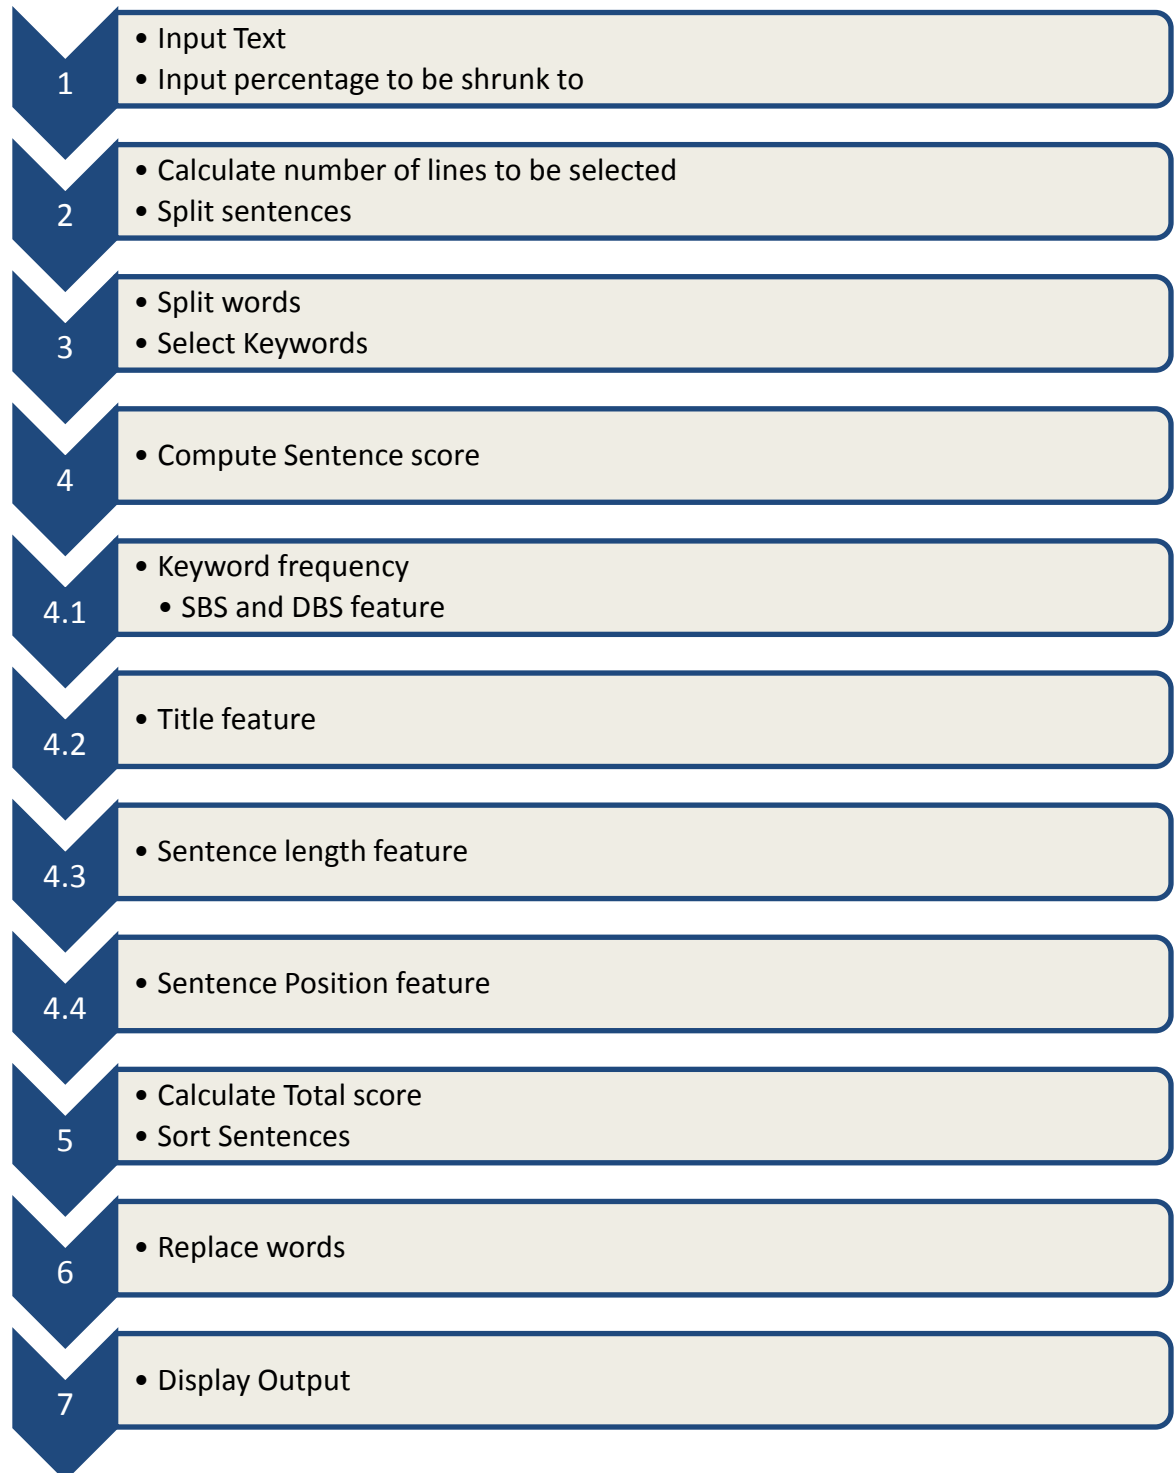 1
• Input Text
• Input percentage to be shrunk to
2
• Calculate number of lines to be selected
• Split sentences
3
• Split words
• Select Keywords
4
• Compute Sentence score
4.1
• Keyword frequency
• SBS and DBS feature
4.2
• Title feature
4.3
• Sentence length feature
4.4
• Sentence Position feature
5
• Calculate Total score
• Sort Sentences
6
• Replace words
7
• Display Output